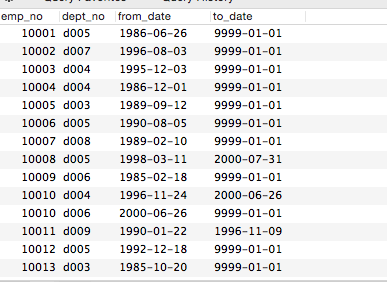 emp_no dept_no from_date to_date
10001 d005 1986-06-26 9999-01-01
10002 d007 1996-08-03 9999-01-01
10003 d004 1995-12-03 9999-01-01
10004 d004 1986-12-01 9999-01-01
10005 d003 1989-09-12 9999-01-01
10006 d005 1990-08-05 9999-01-01
10007 d008 1989-02-10 9999-01-01
10008 d005 1998-03-11 2000-07-31
10009 d006 1985-02-18 9999-01-01
10010 d004 1996-11-24 2000-06-26
10010 d006 2000-06-26 9999-01-01
10011 d009 1990-01-22 1996-11-09
10012 d005 1992-12-18 9999-01-01
10013 d003 1985-10-20 9999-01-01